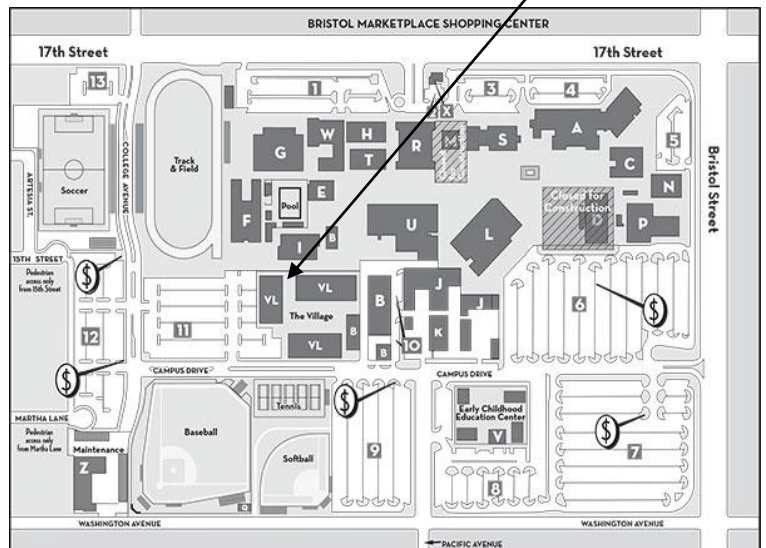 BRISTOL MARKETPLACE SHOPPING CENTER
17th Street
17th Street
13
1
3
4
5
X
W
H
G
T
R
M
S
A
C
N
Soccer
COLLEGE AVENUE
ARTESIA ST.
Track
& Field
Bristol Street
F
Pool
E
I
B
U
L
Closed for
Construction
D
P
15TH STREET
Pedestrian
access only
from 15th Street
$
VL
VL
The Village
VL
B
B
B
J
J
K
10
6
$
11
12
$
CAMPUS DRIVE
CAMPUS DRIVE
MARTHA LANE
Pedestrian
access only
from Martha Lane
Maintenance
Z
Baseball
Tennis
Softball
$
9
Early Childhood
Education Center
V
8
$
7
WASHINGTON AVENUE
WASHINGTON AVENUE
PACIFIC AVENUE